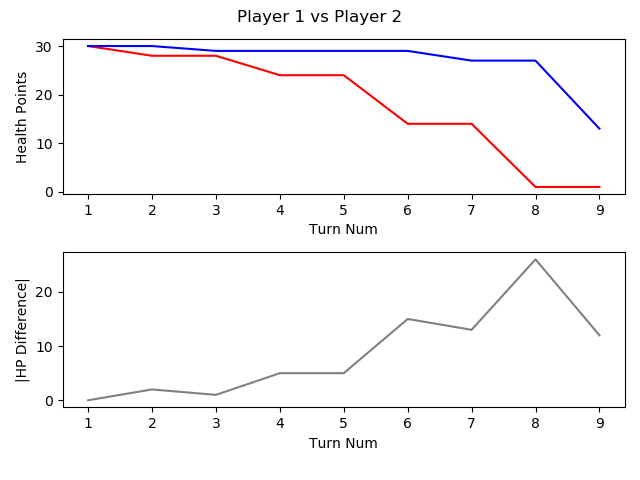 Player 1 vs Player 2
30
20
10
0
Health Points
1 2 3 4 5 6 7 8 9
Turn Num
20
10
0
|HP Difference|
1 2 3 4 5 6 7 8 9
Turn Num